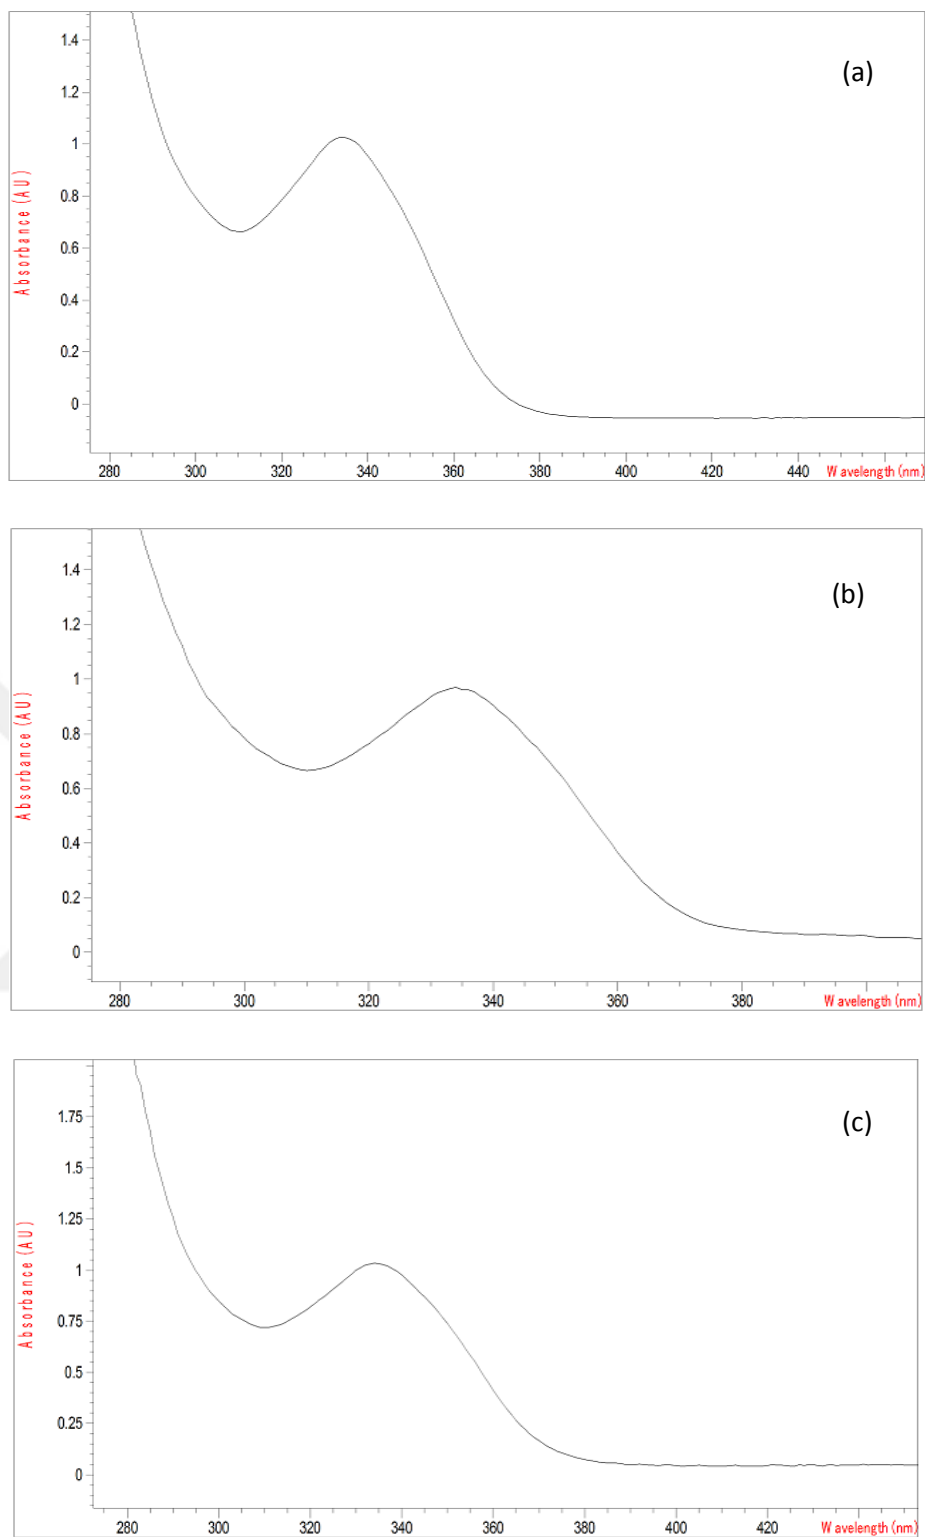 (a)
Absorbance (AU)
1.4
1.2
1
0.8
0.6
0.4
0.2
0
280 300 320 340 360 380 400 420 440 Wavelength (nm)
(b)
Absorbance (AU)
1.4
1.2
1
0.8
0.6
0.4
0.2
0
280 300 320 340 360 380 Wavelength (nm)
(c)
Absorbance (AU)
1.75
1.5
1.25
1
0.75
0.5
0.25
0
280 300 320 340 360 380 400 420 Wavelength (nm)